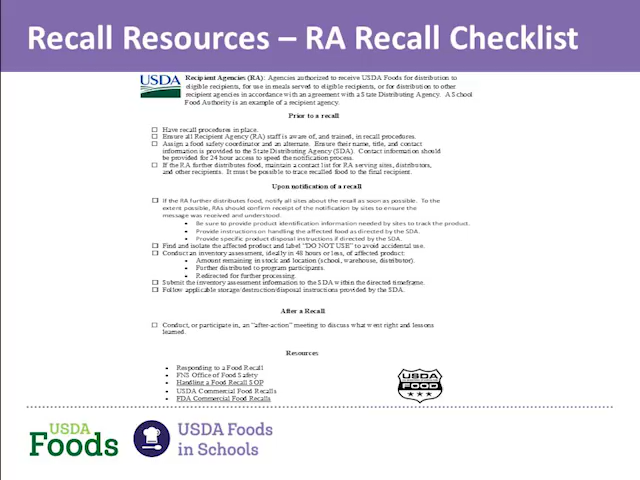 Recall Resources – RA Recall Checklist
USDA
Recipient Agencies (RA): Agencies authorized to receive USDA Foods for distribution to
eligible recipients, for use in meals served to eligible recipients, or for distribution to other
recipient agencies in accordance with an agreement with a State Distributing Agency. A School
Food Authority is an example of a recipient agency.
Prior to a recall
☐ Have recall procedures in place.
☐ Ensure all Recipient Agency (RA) staff is aware of, and trained, in recall procedures.
☐ Assign a food safety coordinator and an alternate. Ensure their name, title, and contact
information is provided to the State Distributing Agency (SDA). Contact information should
be provided for 24 hour access to speed the notification process.
☐ If the RA further distributes food, maintain a contact list for RA serving sites, distributors,
and other recipients. It must be possible to trace recalled food to the final recipient.
Upon notification of a recall
☐ If the RA further distributes food, notify all sites about the recall as soon as possible. To the
extent possible, RAs should confirm receipt of the notification by sites to ensure the
message was received and understood.
• Be sure to provide product identification information needed by sites to track the product.
• Provide instructions on handling the affected food as directed by the SDA.
• Provide specific product disposal instructions if directed by the SDA.
☐ Find and isolate the affected product and label "DO NOT USE" to avoid accidental use.
☐ Conduct an inventory assessment, ideally in 48 hours or less, of affected product:
• Amount remaining in stock and location (school, warehouse, distributor).
• Further distributed to program participants.
• Redirected for further processing.
☐ Submit the inventory assessment information to the SDA within the directed timeframe.
☐ Follow applicable storage/destruction/disposal instructions provided by the SDA.
After a Recall
☐ Conduct, or participate in, an "after-action" meeting to discuss what went right and lessons
learned.
Resources
• Responding to a Food Recall
• FNS Office of Food Safety
• Handling a Food Recall SOP
• USDA Commercial Food Recalls
• FDA Commercial Food Recalls
USDA
FOOD
USDA
Foods
USDA Foods
in Schools